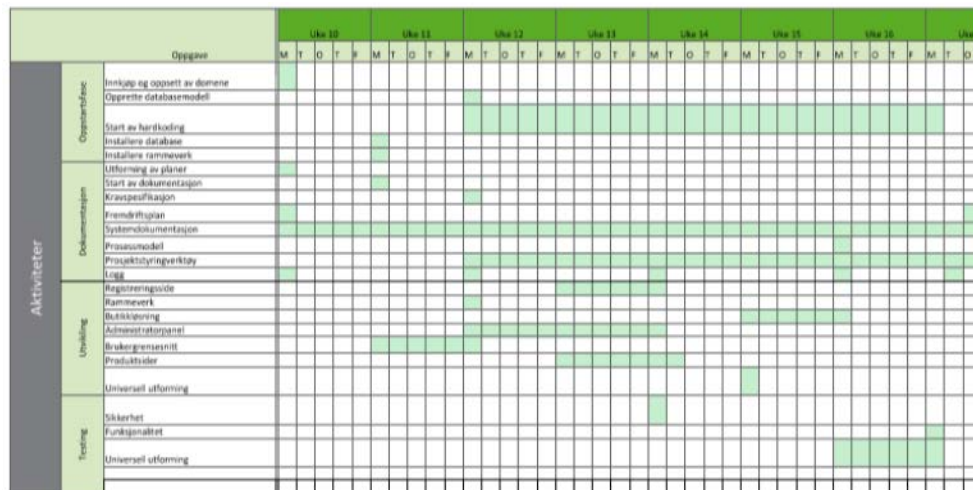 Uke 10 Uke 11 Uke 12 Uke 13 Uke 14 Uke 15 Uke 16 Uke
Oppgave M T O T F M T O T F M T O T F M T O T F M T O T F M T O T F M T O T F M T O
Aktiviteter
Oppstartsfase
Innkjøp og oppsett av domene
Opprette databasemodell
Start av hardkoding
Installere database
Installere rammeverk
Dokumentasjon
Utforming av planer
Start av dokumentasjon
Kravspesifikasjon
Fremdriftsplan
Systemdokumentasjon
Prosessmodell
Prosjektstyringverktøy
Logg
Utvikling
Registreringsside
Rammeverk
Butikkløsning
Administratorpanel
Brukergrensesnitt
Produktsider
Universell utforming
Testing
Sikkerhet
Funksjonalitet
Universell utforming